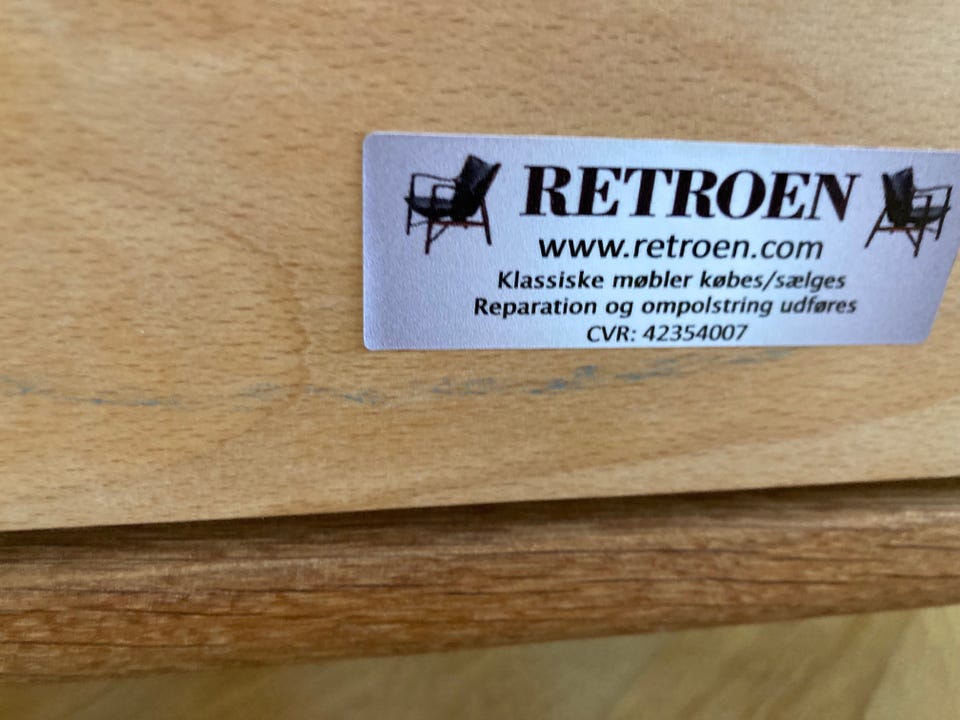 RETROEN
www.retroen.com
Klassiske møbler købes/sælges
Reparation og ompolstring udføres
CVR: 42354007